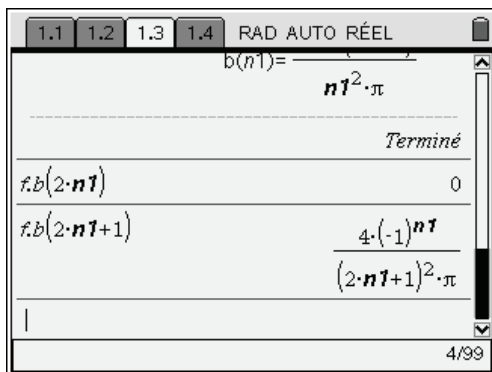 1.1 1.2 1.3 1.4 RAD AUTO RÉEL
b(n1)=
n1²·π
Terminé
f.b(2·n1) 0
f.b(2·n1+1) 4·(-1)ⁿ¹
(2·n1+1)²·π
4/99